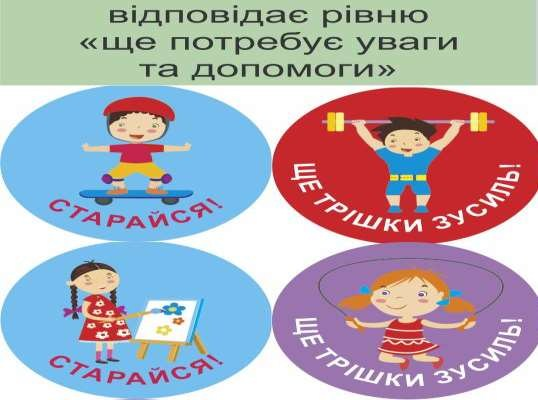 відповідає рівню
«ще потребує уваги
та допомоги»
СТАРАЙСЯ!
ЩЕ ТРІШКИ ЗУСИЛЬ!
СТАРАЙСЯ!
ЩЕ ТРІШКИ ЗУСИЛЬ!